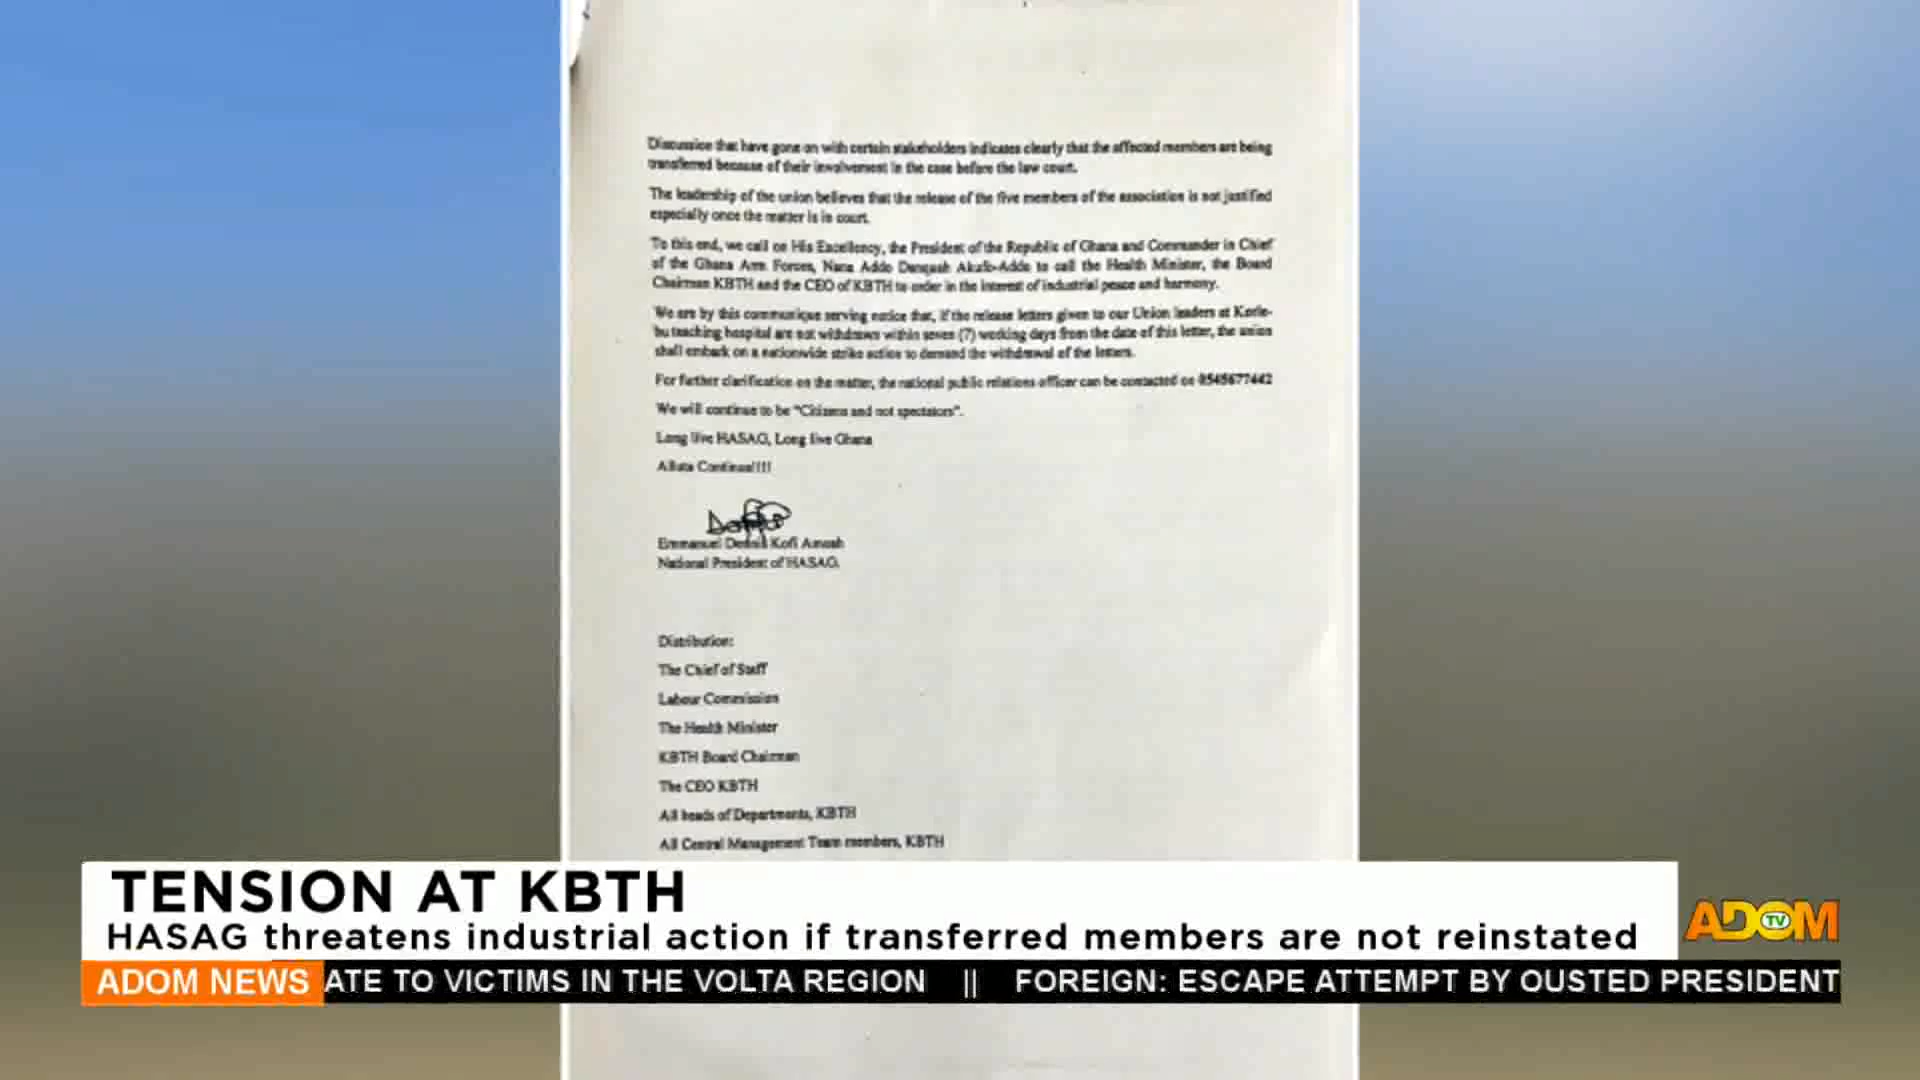 Discussion that have gone on with certain stakeholders indicates clearly that the affected members are being
transferred because of their involvement in the case before the law court.
The leadership of the union believes that the release of the five members of the association is not justified
especially once the matter is in court.
To this end, we call on His Excellency, the President of the Republic of Ghana and Commander in Chief
of the Ghana Arm Forces, Nana Addo Danquah Akufo-Addo to call the Health Minister, the Board
Chairman KBTH and the CEO of KBTH to order in the interest of industrial peace and harmony.
We are by this communique serving notice that, if the release letters given to our Union leaders at Korle-
bu teaching hospital are not withdrawn within seven (7) working days from the date of this letter, the union
shall embark on a nationwide strike action to demand the withdrawal of the letters.
For further clarification on the matter, the national public relations officer can be contacted on 0545677442
We will continue to be "Citizens and not spectators".
Long live HASAG, Long live Ghana
Alluta Continua!!!!
Emmanuel Dennis Kofi Amoah
National President of HASAG.
Distribution:
The Chief of Staff
Labour Commission
The Health Minister
KBTH Board Chairman
The CEO KBTH
All heads of Departments, KBTH
All Central Management Team members, KBTH
TENSION AT KBTH
HASAG threatens industrial action if transferred members are not reinstated
ADOM TV
ADOM NEWS ATE TO VICTIMS IN THE VOLTA REGION || FOREIGN: ESCAPE ATTEMPT BY OUSTED PRESIDENT